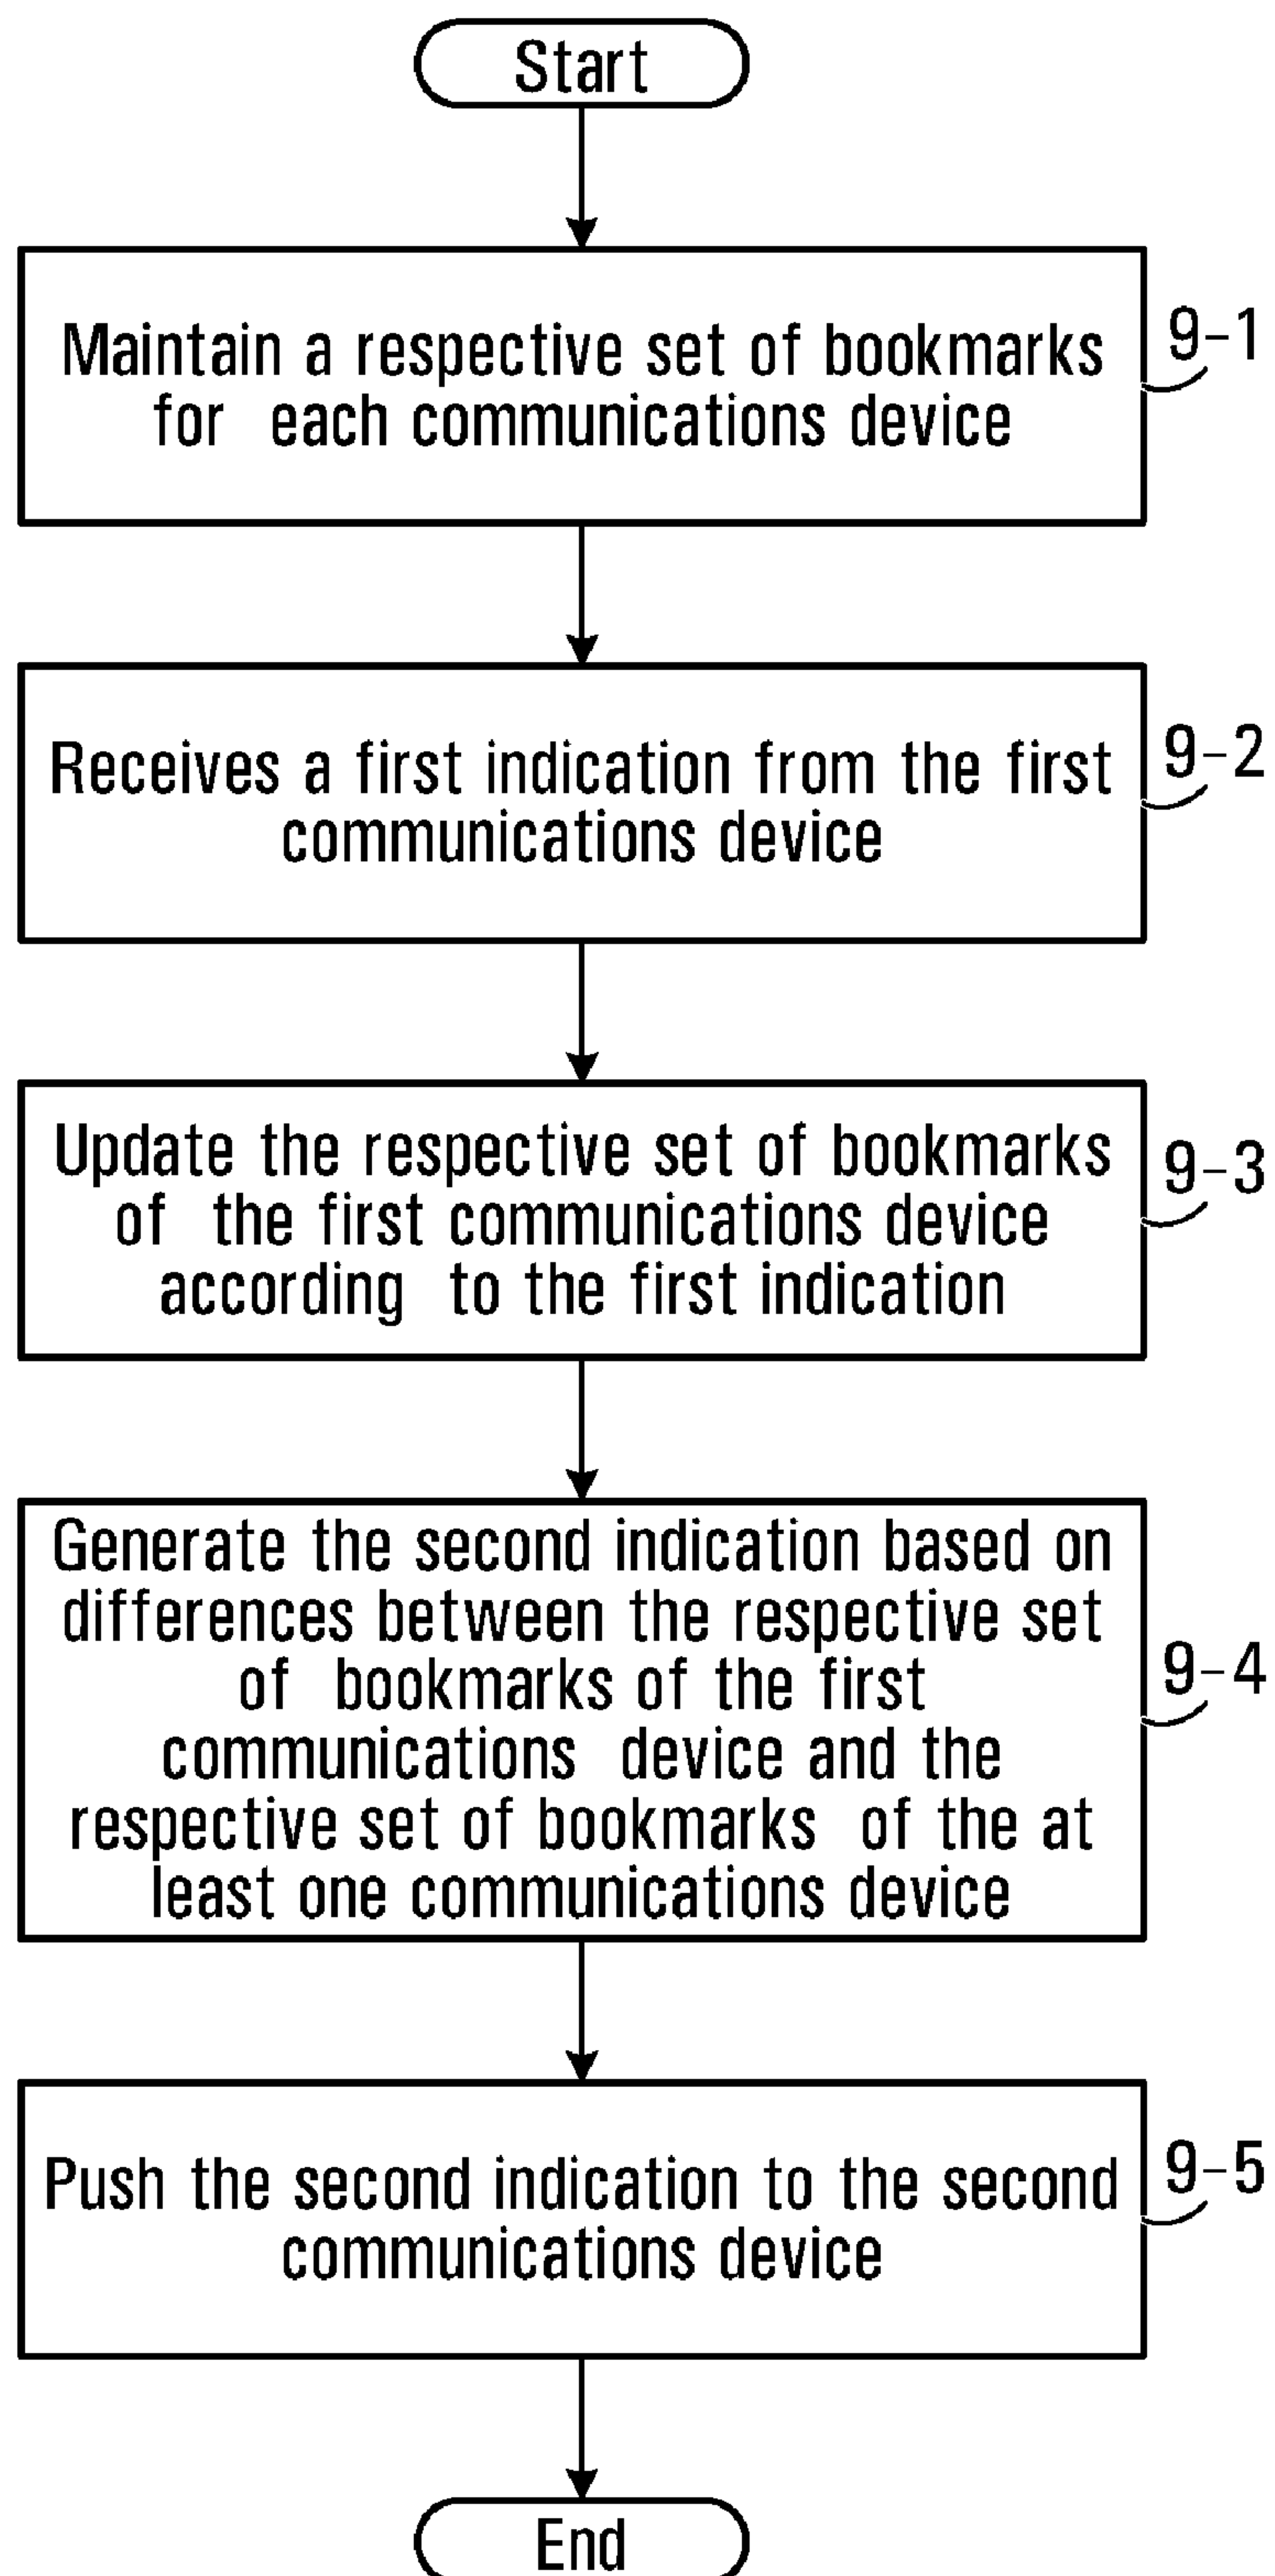 Start
Maintain a respective set of bookmarks
for each communications device
9-1
Receives a first indication from the first
communications device
9-2
Update the respective set of bookmarks
of the first communications device
according to the first indication
9-3
Generate the second indication based on
differences between the respective set
of bookmarks of the first
communications device and the
respective set of bookmarks of the at
least one communications device
9-4
Push the second indication to the second
communications device
9-5
End